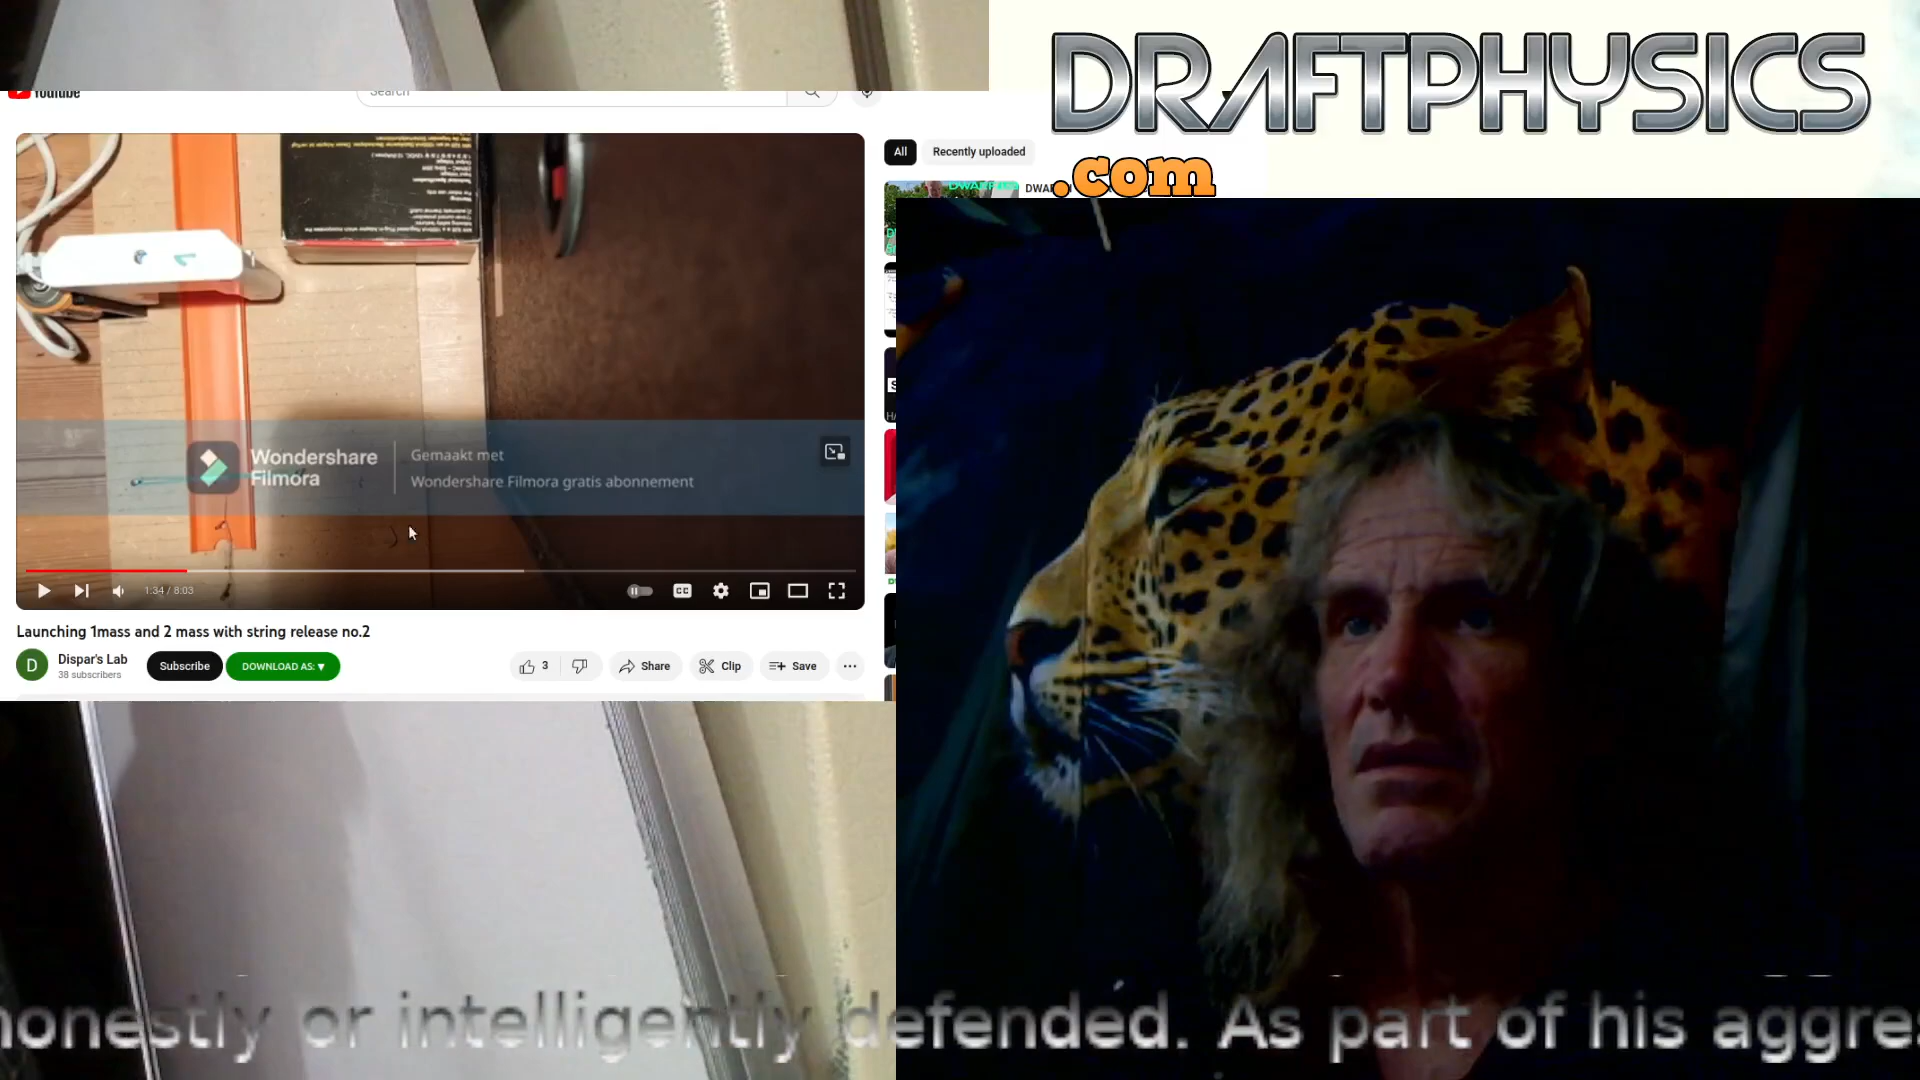 DRAFTPHYSICS
.com
YouTube
Search
All
Recently uploaded
Wondershare
Filmora
Gemaakt met
Wondershare Filmora gratis abonnement
1:34 / 8:03
CC
Launching 1mass and 2 mass with string release no.2
D
Dispar's Lab
38 subscribers
Subscribe
DOWNLOAD AS: ▼
3
Share
Clip
Save
honestly or intelligently defended. As part of his aggres